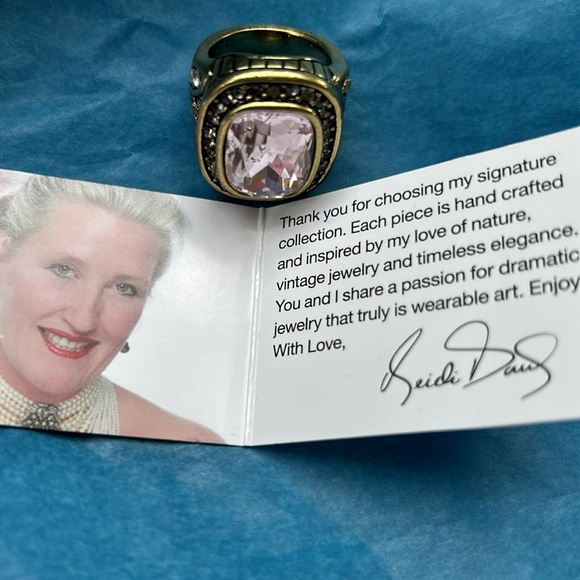 Thank you for choosing my signature
collection. Each piece is hand crafted
and inspired by my love of nature,
vintage jewelry and timeless elegance.
You and I share a passion for dramatic
jewelry that truly is wearable art. Enjoy
With Love,
Heidi Daus